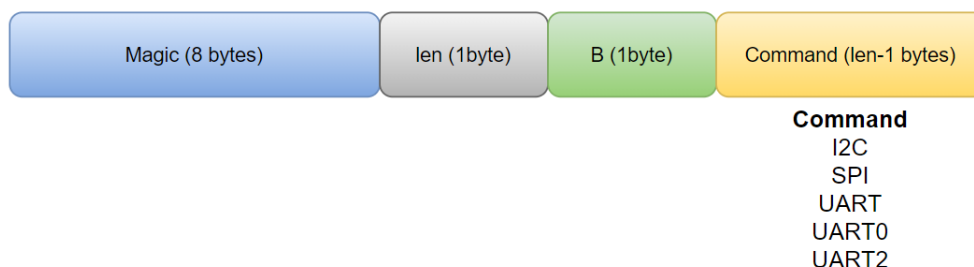 Magic (8 bytes)
len (1byte)
B (1byte)
Command (len-1 bytes)
Command
I2C
SPI
UART
UART0
UART2